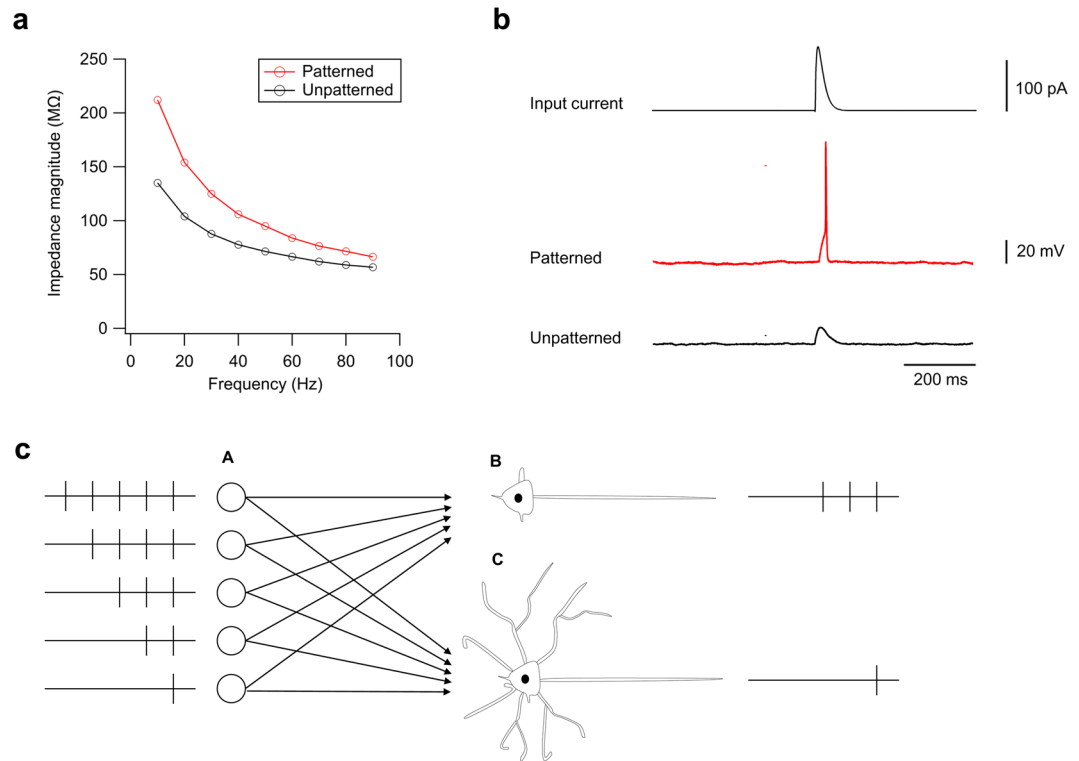 a
250
200
150
100
50
0
Impedance magnitude (MΩ)
0 20 40 60 80 100
Frequency (Hz)
Patterned
Unpatterned
b
Input current
100 pA
Patterned
20 mV
Unpatterned
200 ms
c
A
B
C